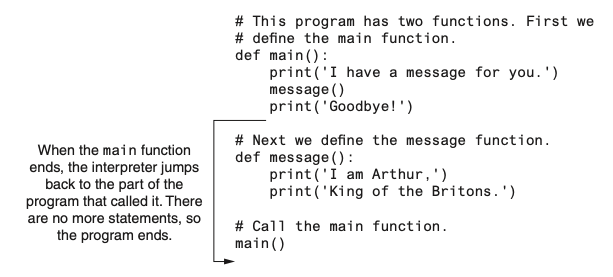 # This program has two functions. First we
# define the main function.
def main():
    print('I have a message for you.')
    message()
    print('Goodbye!')
# Next we define the message function.
def message():
    print('I am Arthur,')
    print('King of the Britons.')
# Call the main function.
main()
When the main function
ends, the interpreter jumps
back to the part of the
program that called it. There
are no more statements, so
the program ends.